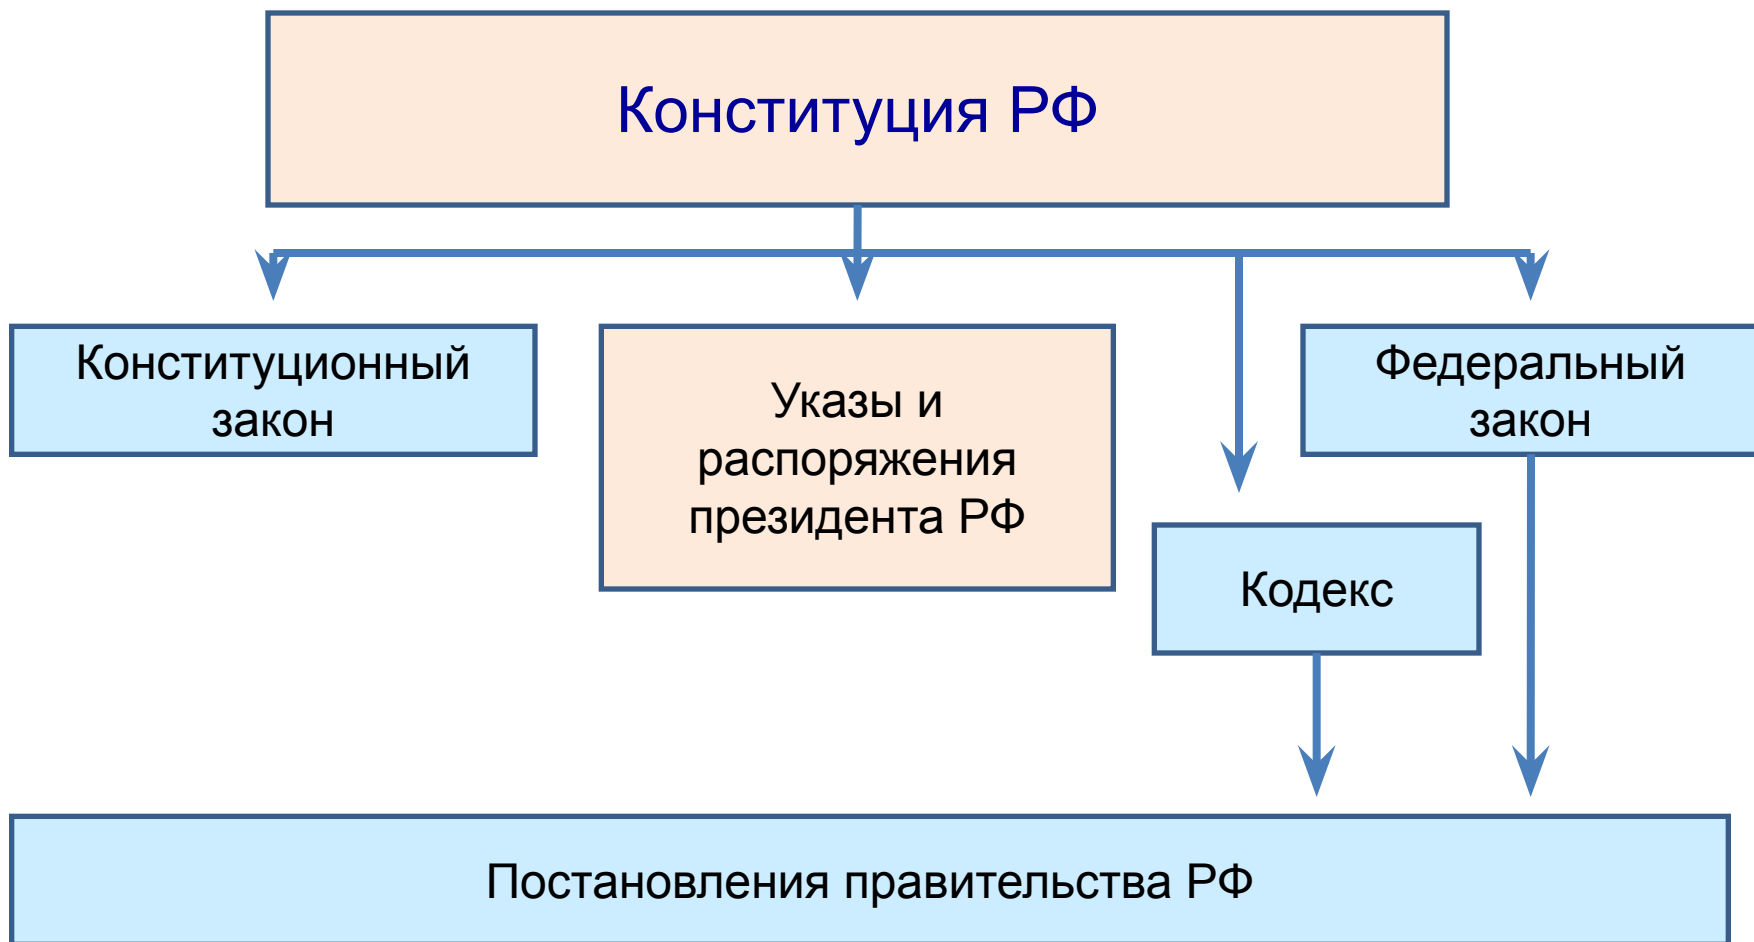 Конституция РФ
Конституционный
закон
Указы и
распоряжения
президента РФ
Федеральный
закон
Кодекс
Постановления правительства РФ